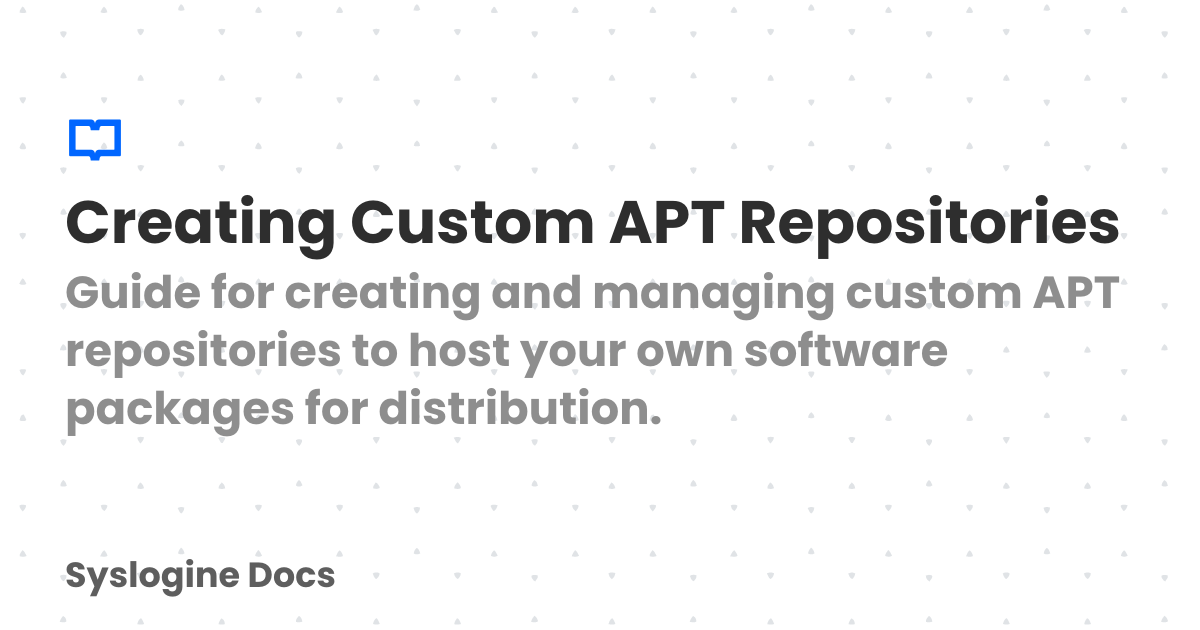 Creating Custom APT Repositories
Guide for creating and managing custom APT
repositories to host your own software
packages for distribution.
Syslogine Docs